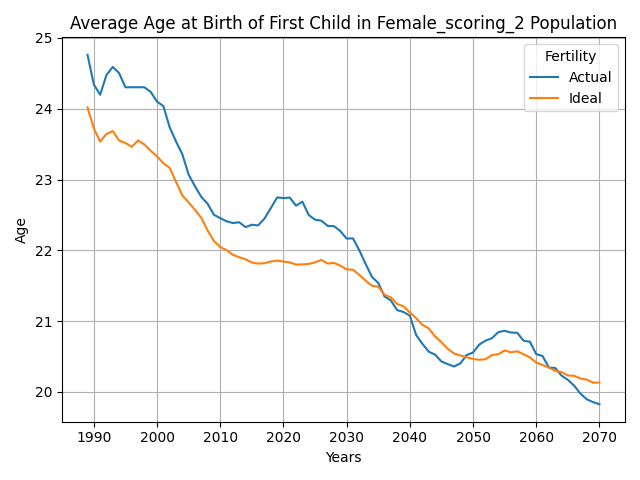 Average Age at Birth of First Child in Female_scoring_2 Population
25
24
23
22
21
20
Age
Fertility
Actual
Ideal
1990 2000 2010 2020 2030 2040 2050 2060 2070
Years